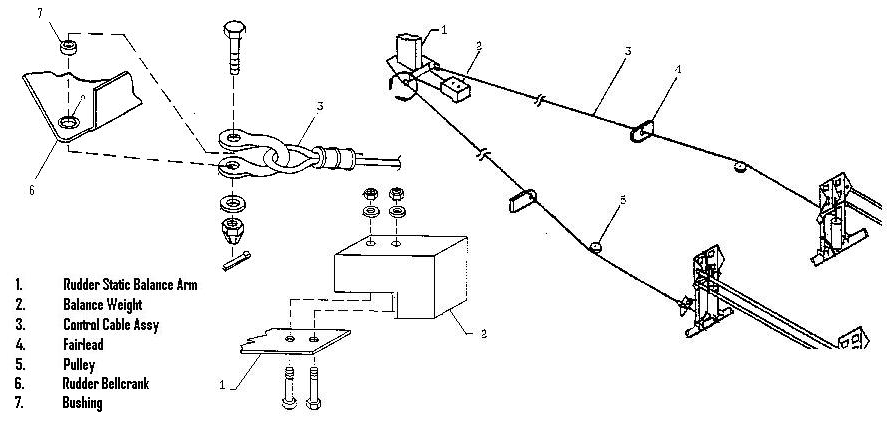 7
6
3
1
2
3
4
5
2
1
1. Rudder Static Balance Arm
2. Balance Weight
3. Control Cable Assy
4. Fairlead
5. Pulley
6. Rudder Bellcrank
7. Bushing